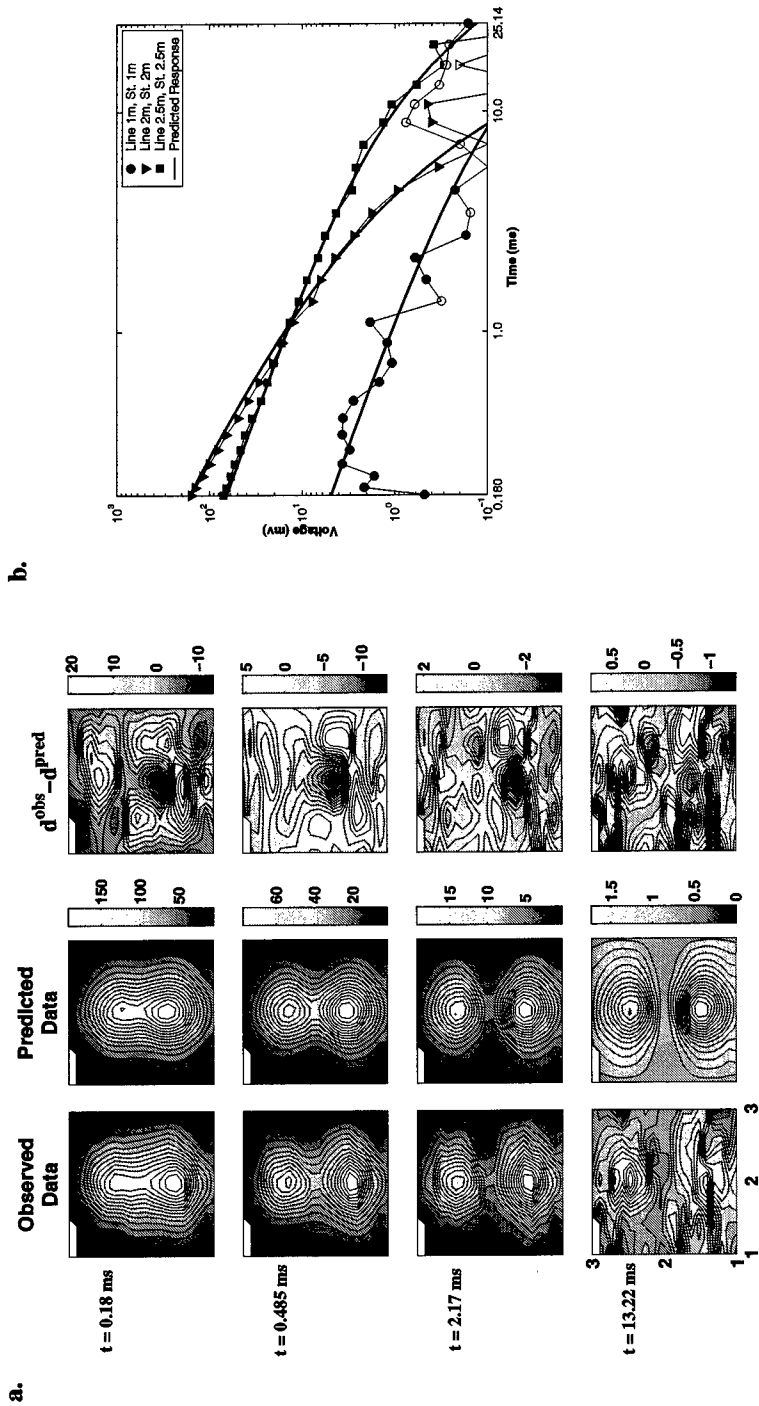 a.
Observed Data
Predicted Data
d^obs–d^pred
t = 0.18 ms
150
100
50
20
10
0
−10
t = 0.485 ms
60
40
20
5
0
−5
−10
t = 2.17 ms
15
10
5
2
0
−2
t = 13.22 ms
3
2
1
1
2
3
1.5
1
0.5
0
0.5
0
−0.5
−1
b.
Line 1m, St. 1m
Line 2m, St. 2m
Line 2.5m, St. 2.5m
Predicted Response
Voltage (mv)
10^3
10^2
10^1
10^0
10^-1
0.180
1.0
10.0
25.14
Time (ms)